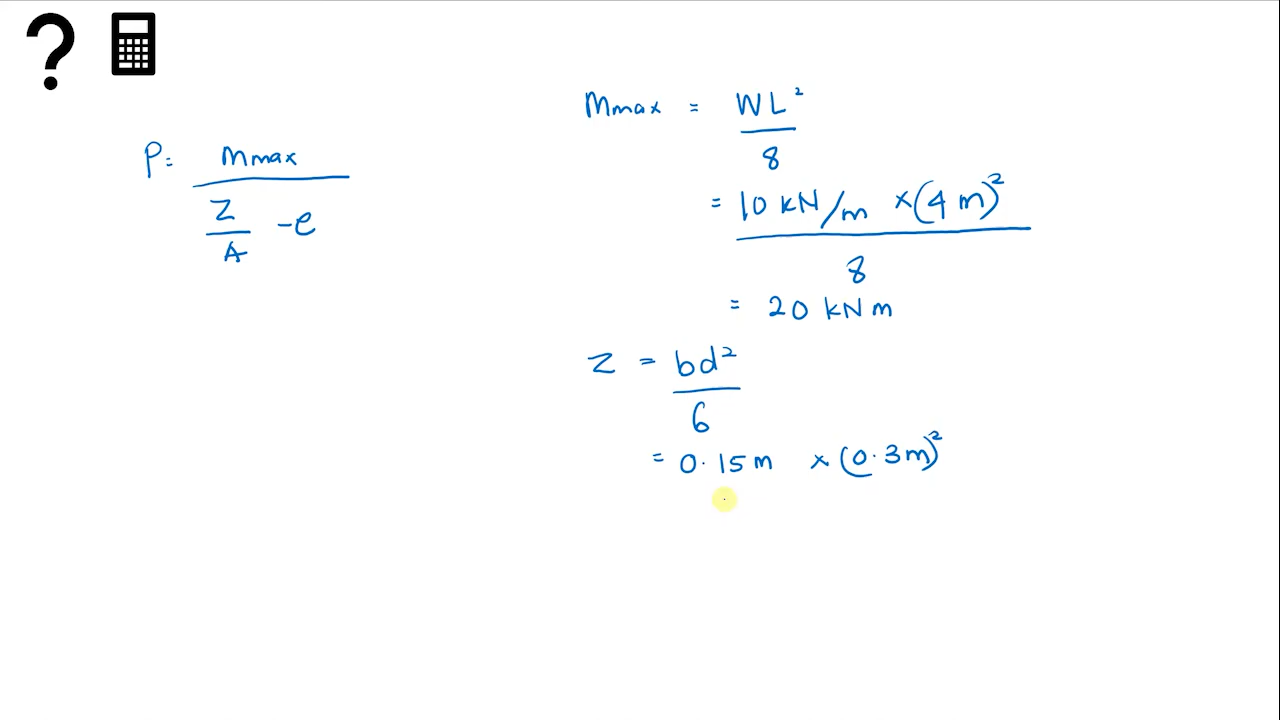 ?
P = Mmax
Z
A
- e
Mmax = WL²
8
= 10 kN/m × (4 m)²
8
= 20 kN m
Z = bd²
6
= 0.15 m × (0.3 m)²